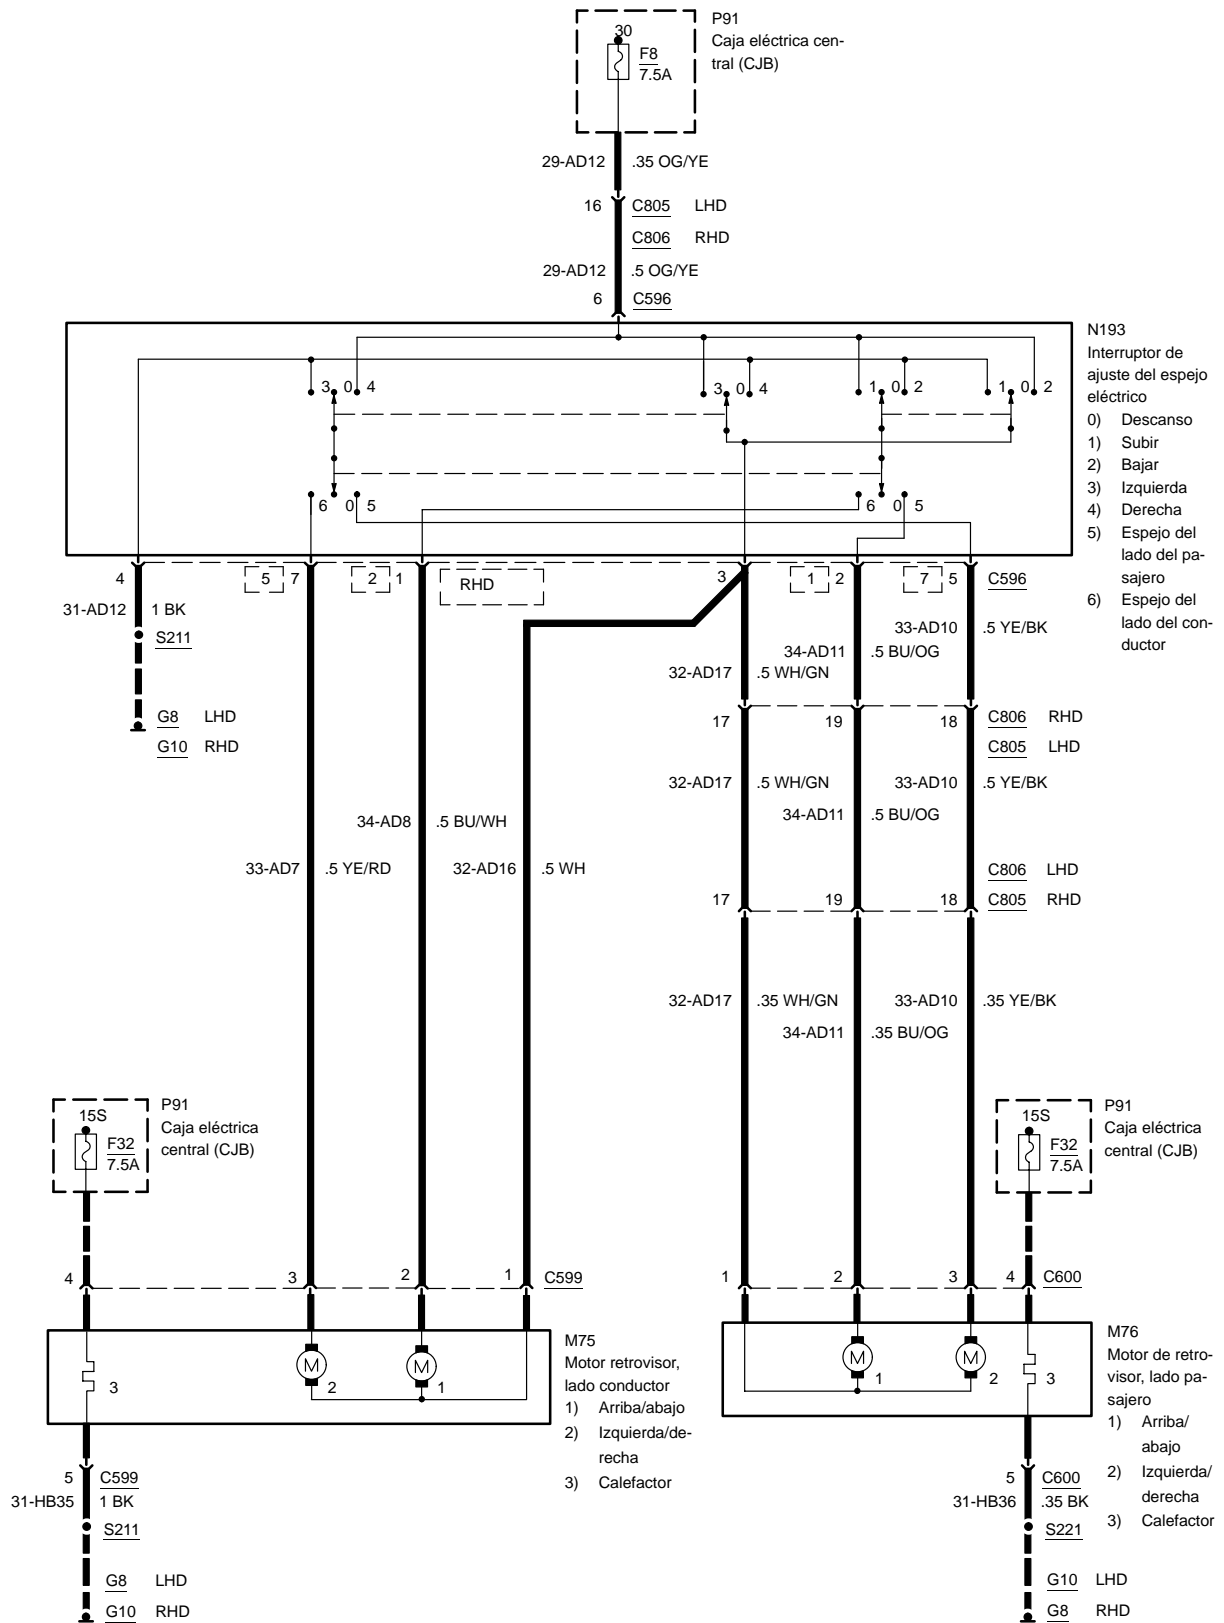 P91
Caja eléctrica cen-
tral (CJB)
30
F8
7.5A
29-AD12 .35 OG/YE
16 C805 LHD
C806 RHD
29-AD12 .5 OG/YE
6 C596
N193
Interruptor de
ajuste del espejo
eléctrico
0) Descanso
1) Subir
2) Bajar
3) Izquierda
4) Derecha
5) Espejo del
lado del pa-
sajero
6) Espejo del
lado del con-
ductor
3 0 4 3 0 4 1 0 2 1 0 2
6 0 5 6 0 5
4 5 7 2 1 RHD 3 1 2 7 5 C596
31-AD12 1 BK
S211
G8 LHD
G10 RHD
33-AD10 .5 YE/BK
34-AD11 .5 BU/OG
32-AD17 .5 WH/GN
17 19 18 C806 RHD
C805 LHD
32-AD17 .5 WH/GN 33-AD10 .5 YE/BK
34-AD11 .5 BU/OG
34-AD8 .5 BU/WH
33-AD7 .5 YE/RD 32-AD16 .5 WH
C806 LHD
17 19 18 C805 RHD
32-AD17 .35 WH/GN 33-AD10 .35 YE/BK
34-AD11 .35 BU/OG
P91
Caja eléctrica
central (CJB)
15S
F32
7.5A
P91
Caja eléctrica
central (CJB)
15S
F32
7.5A
4 3 2 1 C599
1 2 3 4 C600
3 M 2 M 1
M75
Motor retrovisor,
lado conductor
1) Arriba/abajo
2) Izquierda/de-
recha
3) Calefactor
M 1 M 2 3
M76
Motor de retro-
visor, lado pa-
sajero
1) Arriba/
abajo
2) Izquierda/
derecha
3) Calefactor
5 C599
31-HB35 1 BK
S211
G8 LHD
G10 RHD
5 C600
31-HB36 .35 BK
S221
G10 LHD
G8 RHD